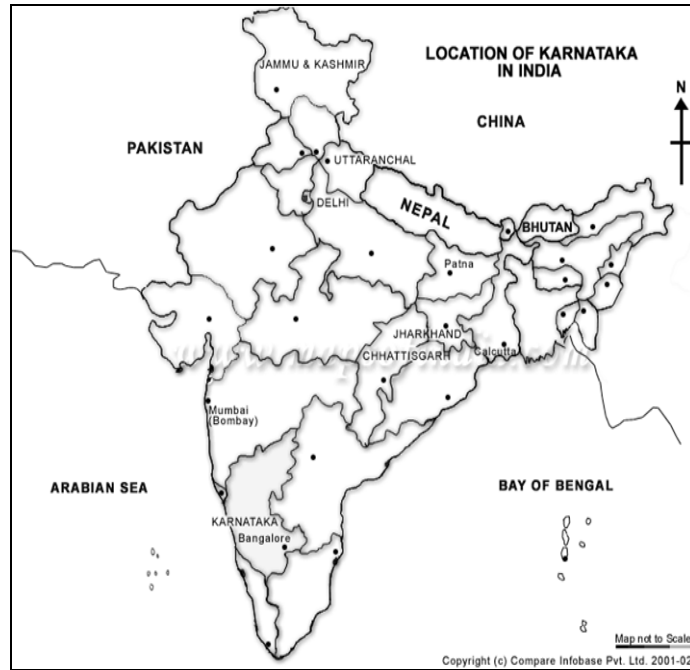 LOCATION OF KARNATAKA
IN INDIA
JAMMU & KASHMIR
N
CHINA
PAKISTAN
UTTARANCHAL
DELHI
NEPAL
BHUTAN
Patna
JHARKHAND
CHHATTISGARH
Calcutta
Mumbai
(Bombay)
ARABIAN SEA
BAY OF BENGAL
KARNATAKA
Bangalore
Map not to Scale
Copyright (c) Compare Infobase Pvt. Ltd. 2001-02